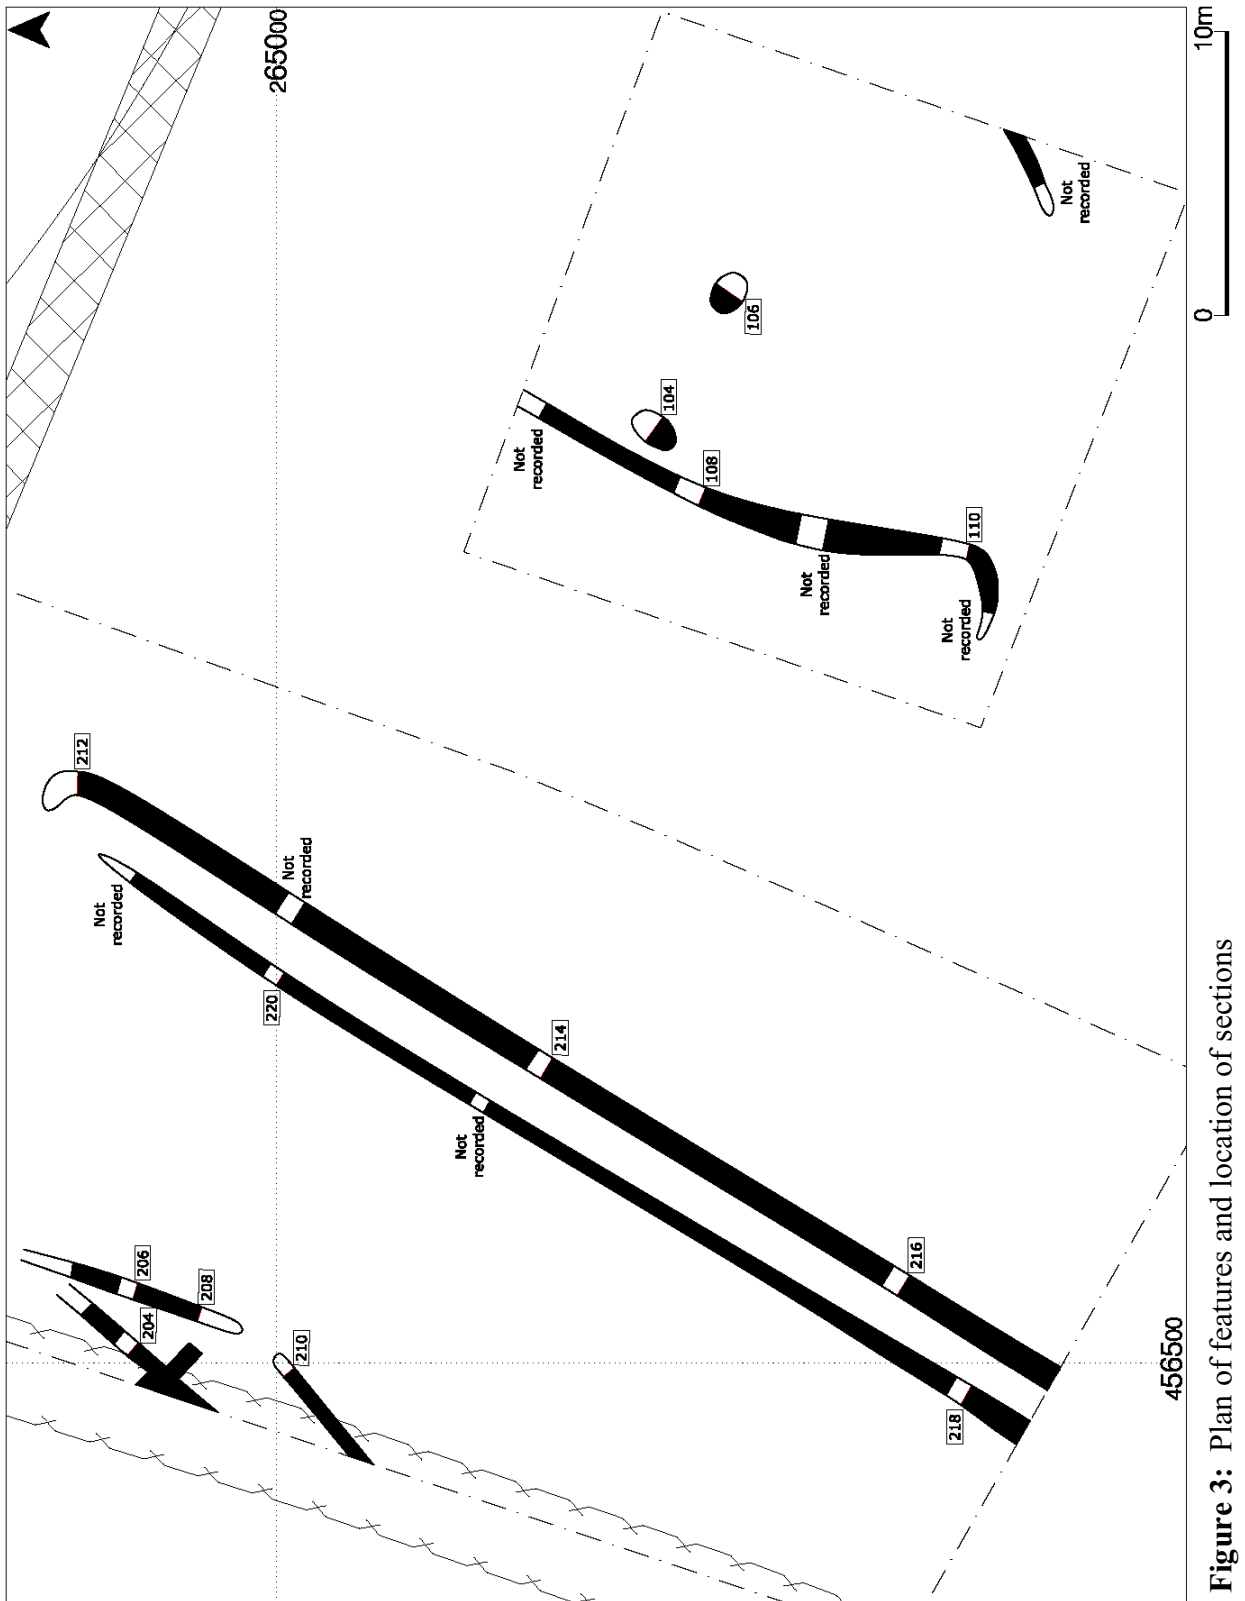 265000
10m
0
Not
recorded
106
104
Not
recorded
108
110
Not
recorded
Not
recorded
212
Not
recorded
Not
recorded
220
214
Not
recorded
206
208
204
210
216
218
456500
Figure 3: Plan of features and location of sections